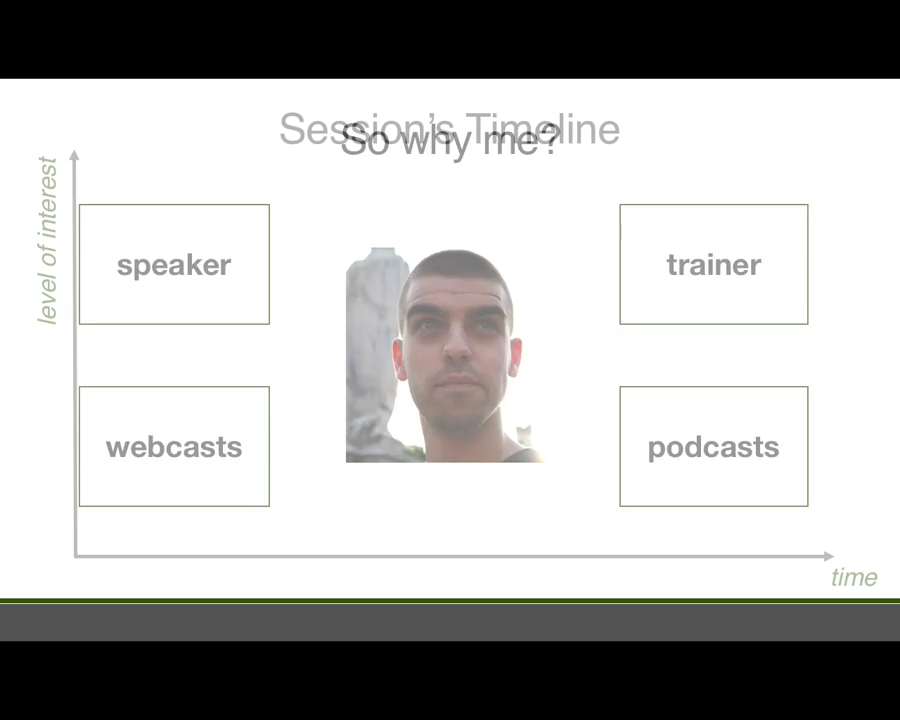 Session's Timeline
So why me?
level of interest
speaker
trainer
webcasts
podcasts
time